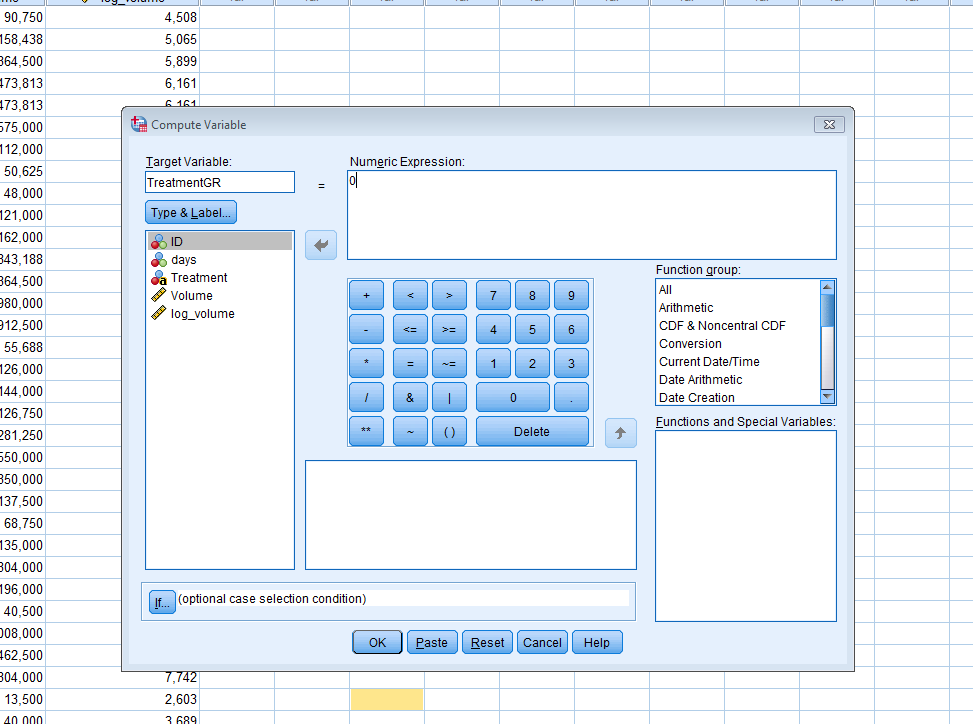 log_volume
90,750 4,508
158,438 5,065
364,500 5,899
473,813 6,161
473,813 6,161
575,000
112,000
50,625
48,000
121,000
162,000
343,188
364,500
980,000
912,500
55,688
126,000
144,000
126,750
281,250
550,000
350,000
137,500
68,750
135,000
304,000
196,000
40,500
008,000
462,500
304,000 7,742
13,500 2,603
40,000 3,689
Compute Variable
Target Variable:
TreatmentGR
=
Numeric Expression:
0
Type & Label...
ID
days
Treatment
Volume
log_volume
+ < > 7 8 9
- <= >= 4 5 6
* = ~= 1 2 3
/ & | 0 .
** ~ ( ) Delete
Function group:
All
Arithmetic
CDF & Noncentral CDF
Conversion
Current Date/Time
Date Arithmetic
Date Creation
Functions and Special Variables:
If... (optional case selection condition)
OK Paste Reset Cancel Help